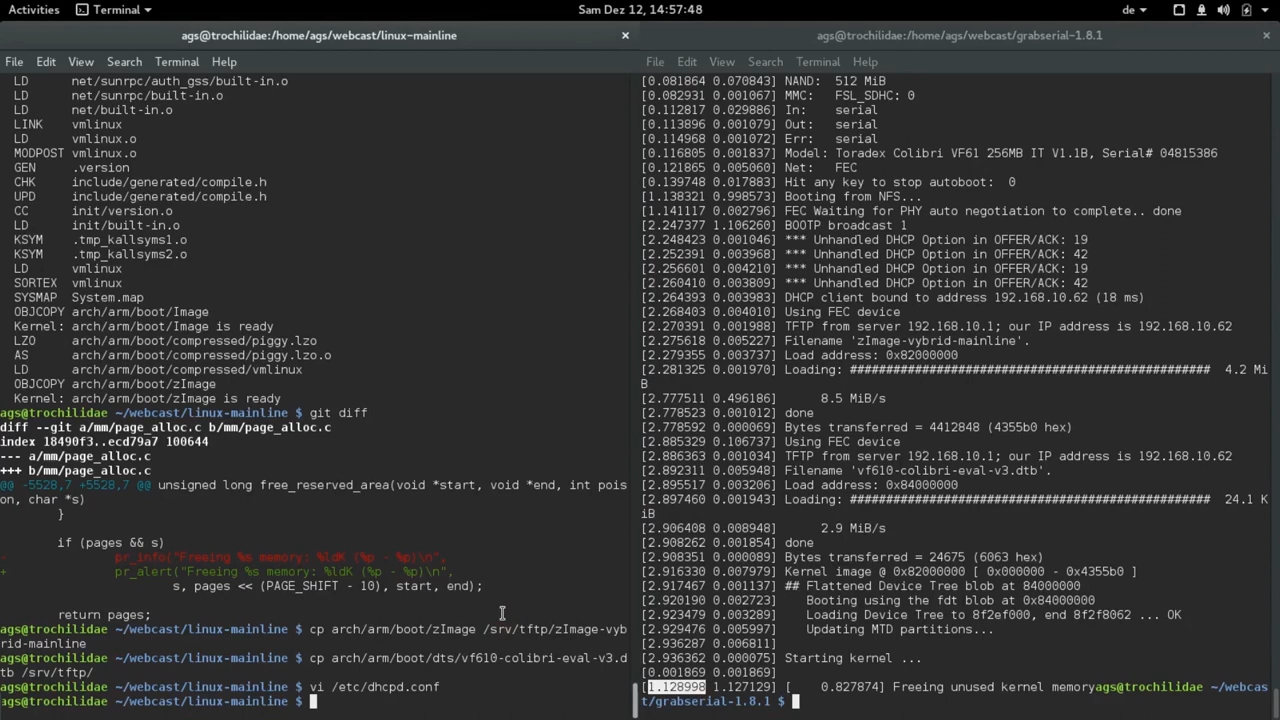 Activities Terminal Sam Dez 12, 14:57:48 de
ags@trochilidae:/home/ags/webcast/linux-mainline
File Edit View Search Terminal Help
LD net/sunrpc/auth_gss/built-in.o
LD net/sunrpc/built-in.o
LD net/built-in.o
LINK vmlinux
LD vmlinux.o
MODPOST vmlinux.o
GEN .version
CHK include/generated/compile.h
UPD include/generated/compile.h
CC init/version.o
LD init/built-in.o
KSYM .tmp_kallsyms1.o
KSYM .tmp_kallsyms2.o
LD vmlinux
SORTEX vmlinux
SYSMAP System.map
OBJCOPY arch/arm/boot/Image
Kernel: arch/arm/boot/Image is ready
LZO arch/arm/boot/compressed/piggy.lzo
AS arch/arm/boot/compressed/piggy.lzo.o
LD arch/arm/boot/compressed/vmlinux
OBJCOPY arch/arm/boot/zImage
Kernel: arch/arm/boot/zImage is ready
ags@trochilidae ~/webcast/linux-mainline $ git diff
diff --git a/mm/page_alloc.c b/mm/page_alloc.c
index 18490f3..ecd79a7 100644
--- a/mm/page_alloc.c
+++ b/mm/page_alloc.c
@@ -5528,7 +5528,7 @@ unsigned long free_reserved_area(void *start, void *end, int pois
on, char *s)
}
if (pages && s)
- pr_info("Freeing %s memory: %ldK (%p - %p)\n",
+ pr_alert("Freeing %s memory: %ldK (%p - %p)\n",
s, pages << (PAGE_SHIFT - 10), start, end);
return pages;
ags@trochilidae ~/webcast/linux-mainline $ cp arch/arm/boot/zImage /srv/tftp/zImage-vyb
rid-mainline
ags@trochilidae ~/webcast/linux-mainline $ cp arch/arm/boot/dts/vf610-colibri-eval-v3.d
tb /srv/tftp/
ags@trochilidae ~/webcast/linux-mainline $ vi /etc/dhcpd.conf
ags@trochilidae ~/webcast/linux-mainline $
ags@trochilidae:/home/ags/webcast/grabserial-1.8.1
File Edit View Search Terminal Help
[0.081864 0.070843] NAND: 512 MiB
[0.082931 0.001067] MMC: FSL_SDHC: 0
[0.112817 0.029886] In: serial
[0.113896 0.001079] Out: serial
[0.114968 0.001072] Err: serial
[0.116805 0.001837] Model: Toradex Colibri VF61 256MB IT V1.1B, Serial# 04815386
[0.121865 0.005060] Net: FEC
[0.139748 0.017883] Hit any key to stop autoboot: 0
[1.138321 0.998573] Booting from NFS...
[1.141117 0.002796] FEC Waiting for PHY auto negotiation to complete.. done
[2.247377 1.106260] BOOTP broadcast 1
[2.248423 0.001046] *** Unhandled DHCP Option in OFFER/ACK: 19
[2.252391 0.003968] *** Unhandled DHCP Option in OFFER/ACK: 42
[2.256601 0.004210] *** Unhandled DHCP Option in OFFER/ACK: 19
[2.260410 0.003809] *** Unhandled DHCP Option in OFFER/ACK: 42
[2.264393 0.003983] DHCP client bound to address 192.168.10.62 (18 ms)
[2.268403 0.004010] Using FEC device
[2.270391 0.001988] TFTP from server 192.168.10.1; our IP address is 192.168.10.62
[2.275618 0.005227] Filename 'zImage-vybrid-mainline'.
[2.279355 0.003737] Load address: 0x82000000
[2.281325 0.001970] Loading: ################################################# 4.2 Mi
B
[2.777511 0.496186] 8.5 MiB/s
[2.778523 0.001012] done
[2.778592 0.000069] Bytes transferred = 4412848 (4355b0 hex)
[2.885329 0.106737] Using FEC device
[2.886363 0.001034] TFTP from server 192.168.10.1; our IP address is 192.168.10.62
[2.892311 0.005948] Filename 'vf610-colibri-eval-v3.dtb'.
[2.895517 0.003206] Load address: 0x84000000
[2.897460 0.001943] Loading: ################################################# 24.1 K
iB
[2.906408 0.008948] 2.9 MiB/s
[2.908262 0.001854] done
[2.908351 0.000089] Bytes transferred = 24675 (6063 hex)
[2.916330 0.007979] Kernel image @ 0x82000000 [ 0x000000 - 0x4355b0 ]
[2.917467 0.001137] ## Flattened Device Tree blob at 84000000
[2.920190 0.002723] Booting using the fdt blob at 0x84000000
[2.923479 0.003289] Loading Device Tree to 8f2ef000, end 8f2f8062 ... OK
[2.929476 0.005997] Updating MTD partitions...
[2.936287 0.006811]
[2.936362 0.000075] Starting kernel ...
[0.001869 0.001869]
[1.128998 1.127129] [ 0.827874] Freeing unused kernel memoryags@trochilidae ~/webcas
t/grabserial-1.8.1 $